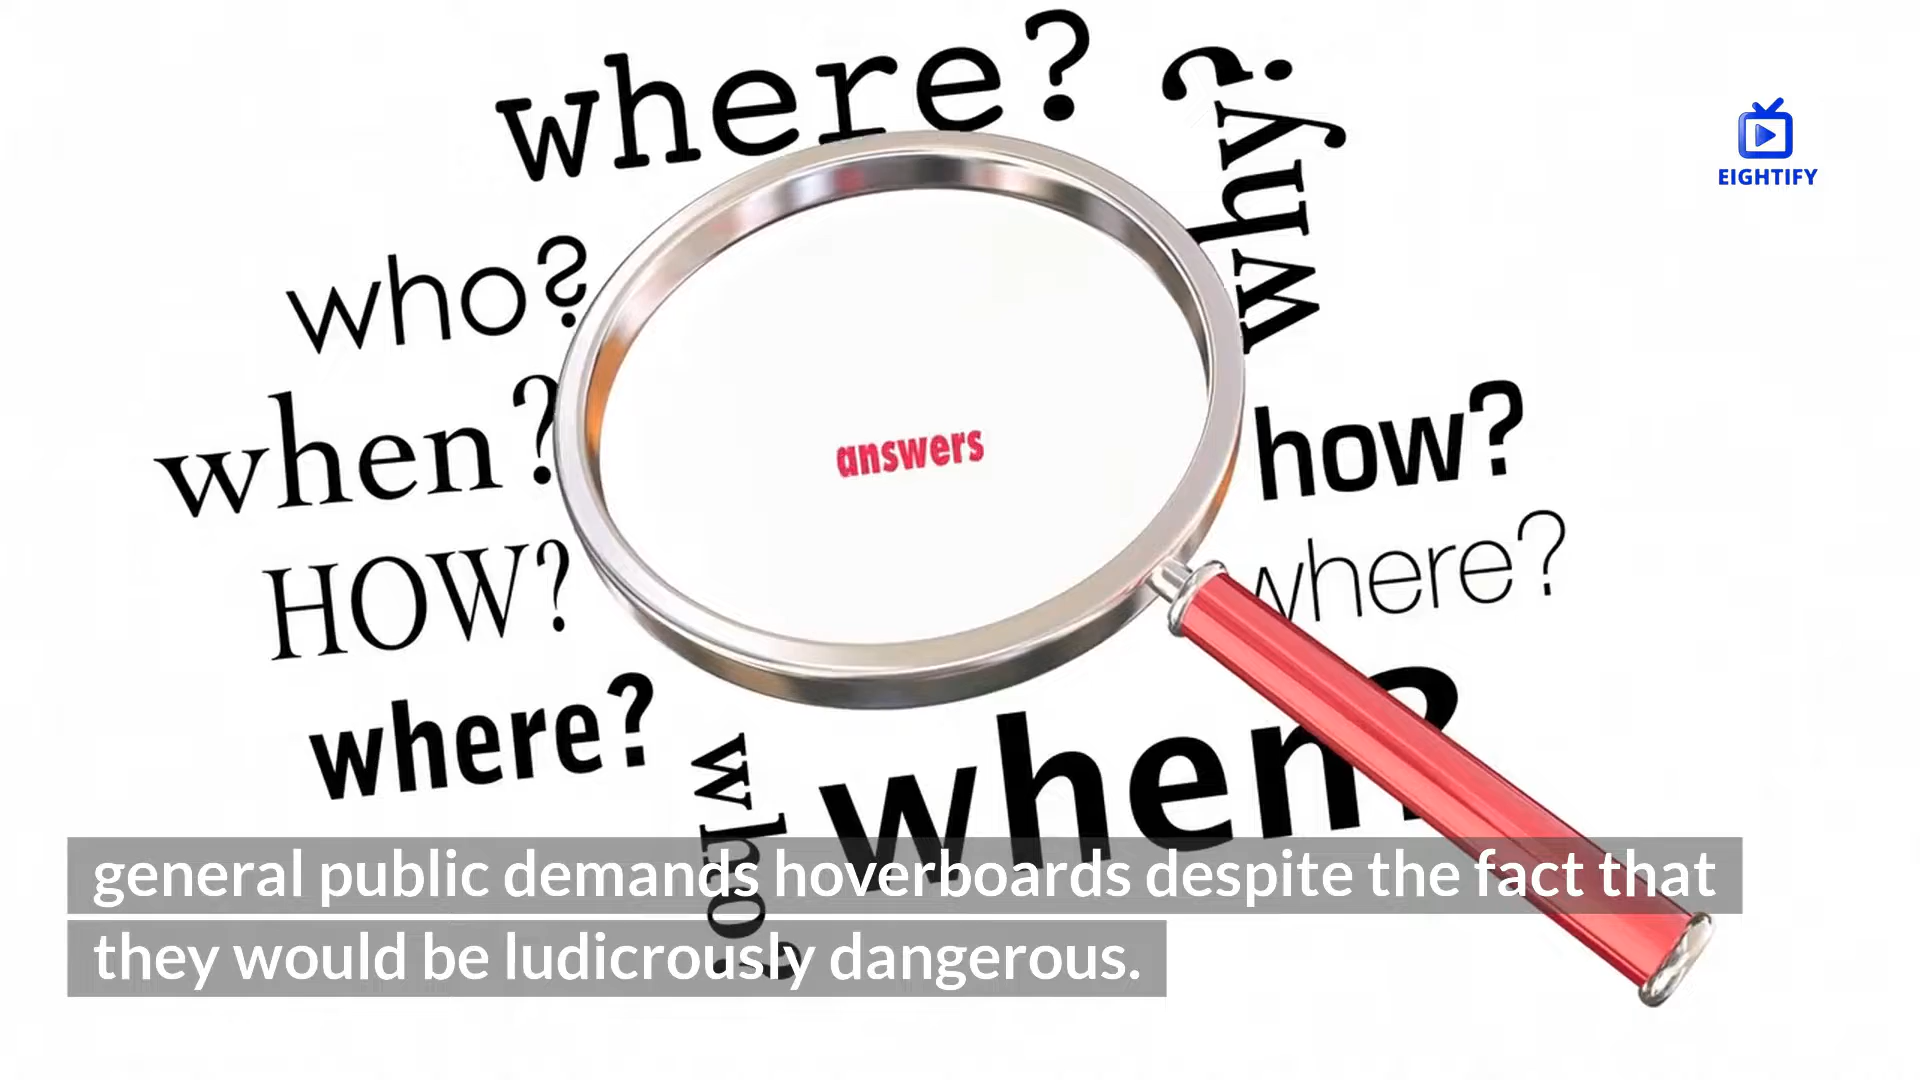 where?
why?
EIGHTIFY
who?
when?
answers
how?
HOW?
where?
where?
when?
who?
general public demands hoverboards despite the fact that
they would be ludicrously dangerous.